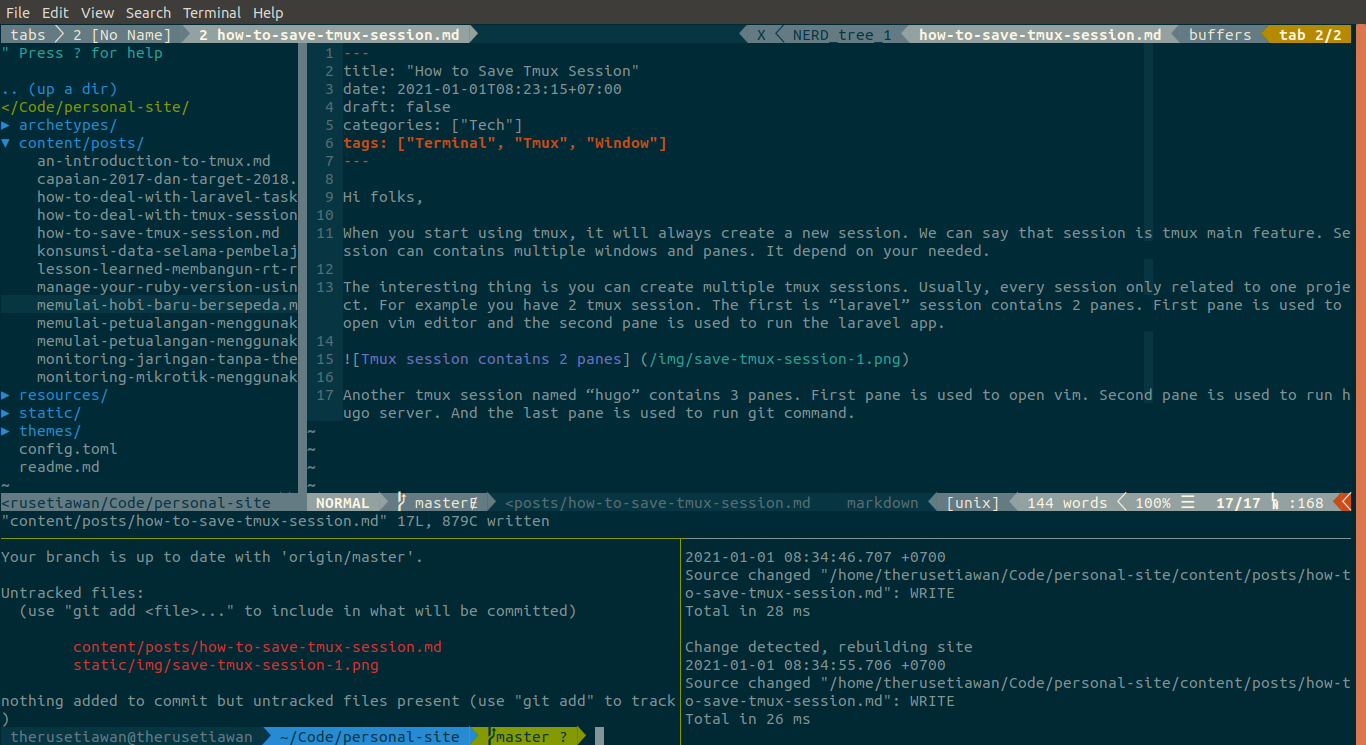 File Edit View Search Terminal Help
tabs 2 [No Name] 2 how-to-save-tmux-session.md X NERD_tree_1 how-to-save-tmux-session.md buffers tab 2/2
" Press ? for help
.. (up a dir)
</Code/personal-site/
▶ archetypes/
▼ content/posts/
an-introduction-to-tmux.md
capaian-2017-dan-target-2018.
how-to-deal-with-laravel-task
how-to-deal-with-tmux-session
how-to-save-tmux-session.md
konsumsi-data-selama-pembelaj
lesson-learned-membangun-rt-r
manage-your-ruby-version-usin
memulai-hobi-baru-bersepeda.m
memulai-petualangan-menggunak
memulai-petualangan-menggunak
monitoring-jaringan-tanpa-the
monitoring-mikrotik-menggunak
▶ resources/
▶ static/
▶ themes/
config.toml
readme.md
~
<rusetiawan/Code/personal-site
1 ---
2 title: "How to Save Tmux Session"
3 date: 2021-01-01T08:23:15+07:00
4 draft: false
5 categories: ["Tech"]
6 tags: ["Terminal", "Tmux", "Window"]
7 ---
8
9 Hi folks,
10
11 When you start using tmux, it will always create a new session. We can say that session is tmux main feature. Se
ssion can contains multiple windows and panes. It depend on your needed.
12
13 The interesting thing is you can create multiple tmux sessions. Usually, every session only related to one proje
ct. For example you have 2 tmux session. The first is “laravel” session contains 2 panes. First pane is used to
open vim editor and the second pane is used to run the laravel app.
14
15 ![Tmux session contains 2 panes] (/img/save-tmux-session-1.png)
16
17 Another tmux session named “hugo” contains 3 panes. First pane is used to open vim. Second pane is used to run h
ugo server. And the last pane is used to run git command.
~
~
~
~
NORMAL master <posts/how-to-save-tmux-session.md markdown [unix] 144 words 100% ☰ 17/17 :168
"content/posts/how-to-save-tmux-session.md" 17L, 879C written
Your branch is up to date with 'origin/master'.
Untracked files:
(use "git add <file>..." to include in what will be committed)
content/posts/how-to-save-tmux-session.md
static/img/save-tmux-session-1.png
nothing added to commit but untracked files present (use "git add" to track
)
therusetiawan@therusetiawan ~/Code/personal-site master ?
2021-01-01 08:34:46.707 +0700
Source changed "/home/therusetiawan/Code/personal-site/content/posts/how-t
o-save-tmux-session.md": WRITE
Total in 28 ms
Change detected, rebuilding site
2021-01-01 08:34:55.706 +0700
Source changed "/home/therusetiawan/Code/personal-site/content/posts/how-t
o-save-tmux-session.md": WRITE
Total in 26 ms